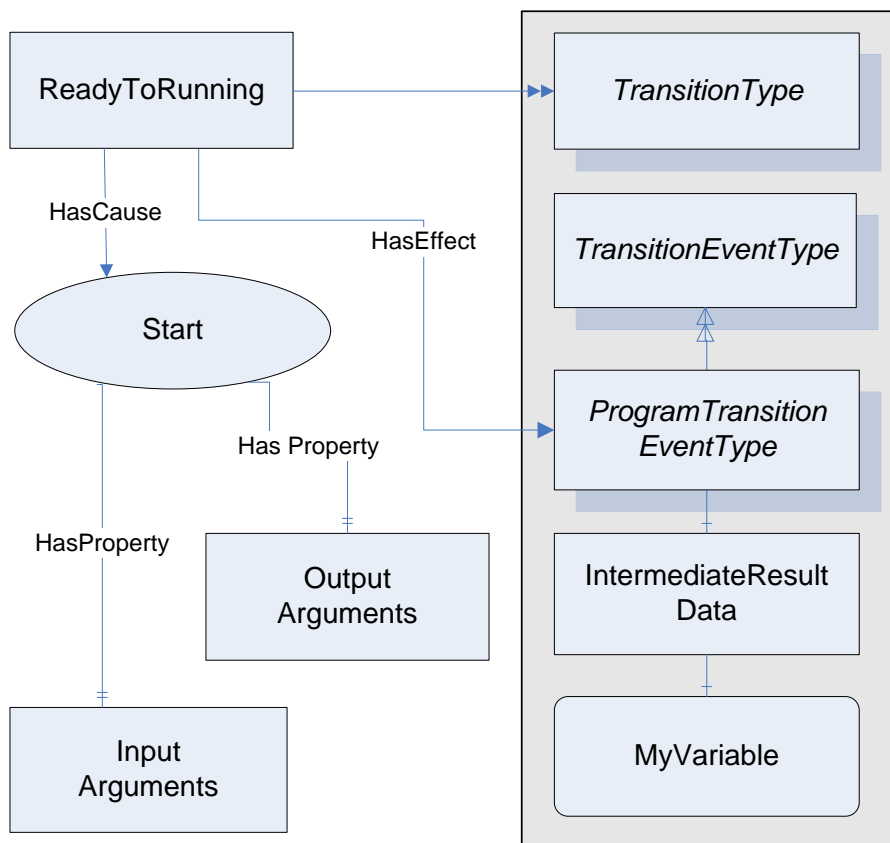 ReadyToRunning
TransitionType
HasCause
HasEffect
TransitionEventType
Start
ProgramTransition
EventType
Has Property
HasProperty
Output
Arguments
IntermediateResult
Data
Input
Arguments
MyVariable